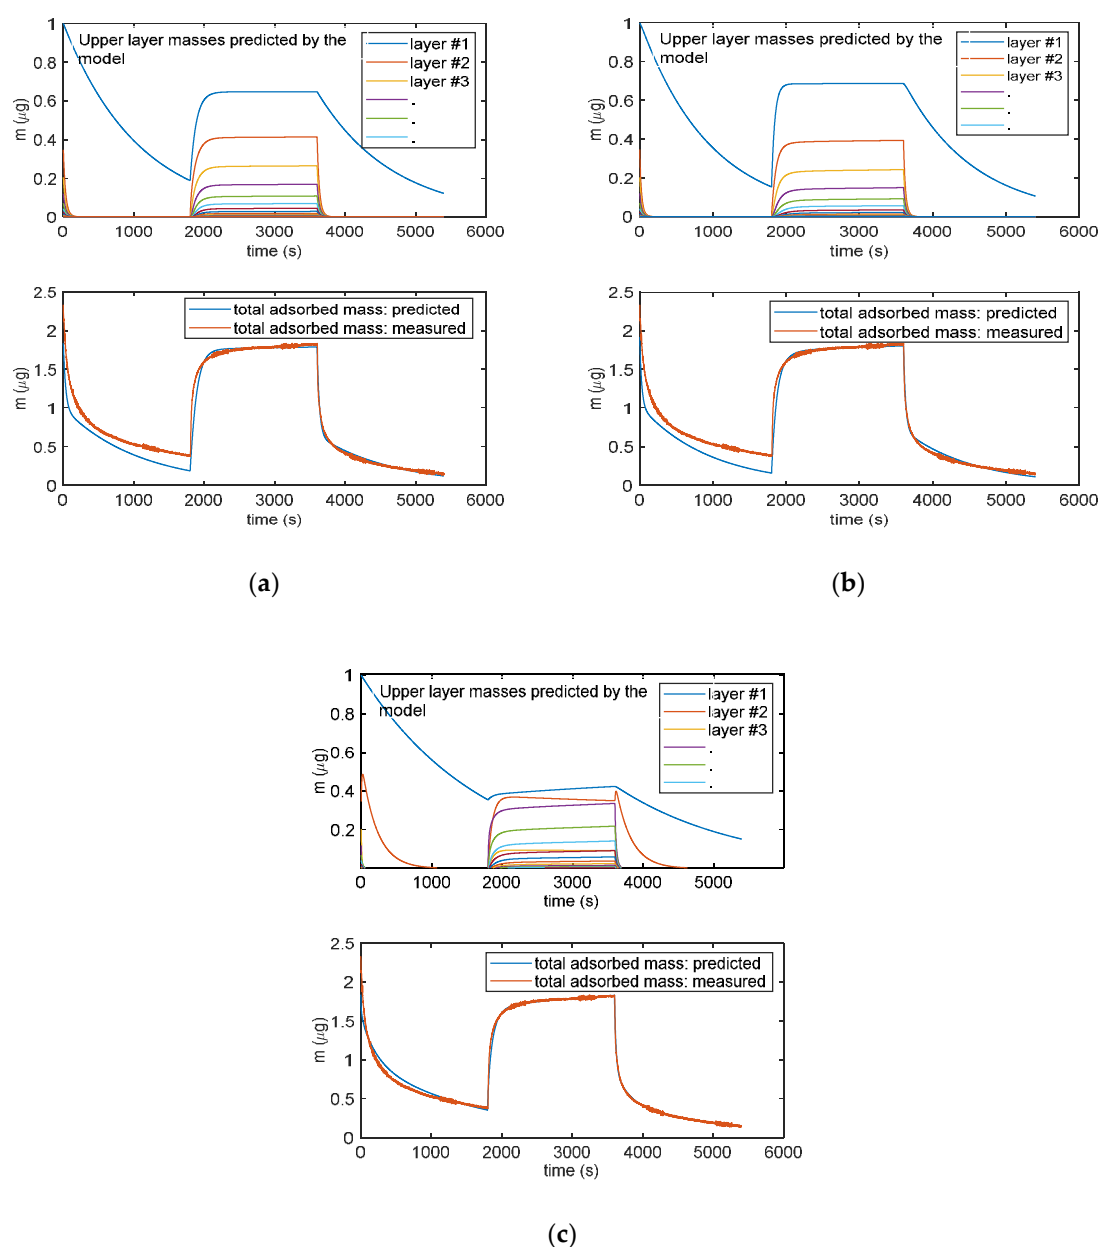 1
0.8
0.6
0.4
0.2
0
m (μg)
Upper layer masses predicted by the
model
layer #1
layer #2
layer #3
.
.
.
0 1000 2000 3000 4000 5000 6000
time (s)
2.5
2
1.5
1
0.5
0
m (μg)
total adsorbed mass: predicted
total adsorbed mass: measured
0 1000 2000 3000 4000 5000 6000
time (s)
(a)
1
0.8
0.6
0.4
0.2
0
m (μg)
Upper layer masses predicted by the
model
layer #1
layer #2
layer #3
.
.
.
0 1000 2000 3000 4000 5000 6000
time (s)
2.5
2
1.5
1
0.5
0
m (μg)
total adsorbed mass: predicted
total adsorbed mass: measured
0 1000 2000 3000 4000 5000 6000
time (s)
(b)
1
0.8
0.6
0.4
0.2
m (μg)
Upper layer masses predicted by the
model
layer #1
layer #2
layer #3
.
.
.
0 1000 2000 3000 4000 5000
time (s)
2.5
2
1.5
1
0.5
0
m (μg)
total adsorbed mass: predicted
total adsorbed mass: measured
0 1000 2000 3000 4000 5000 6000
time (s)
(c)